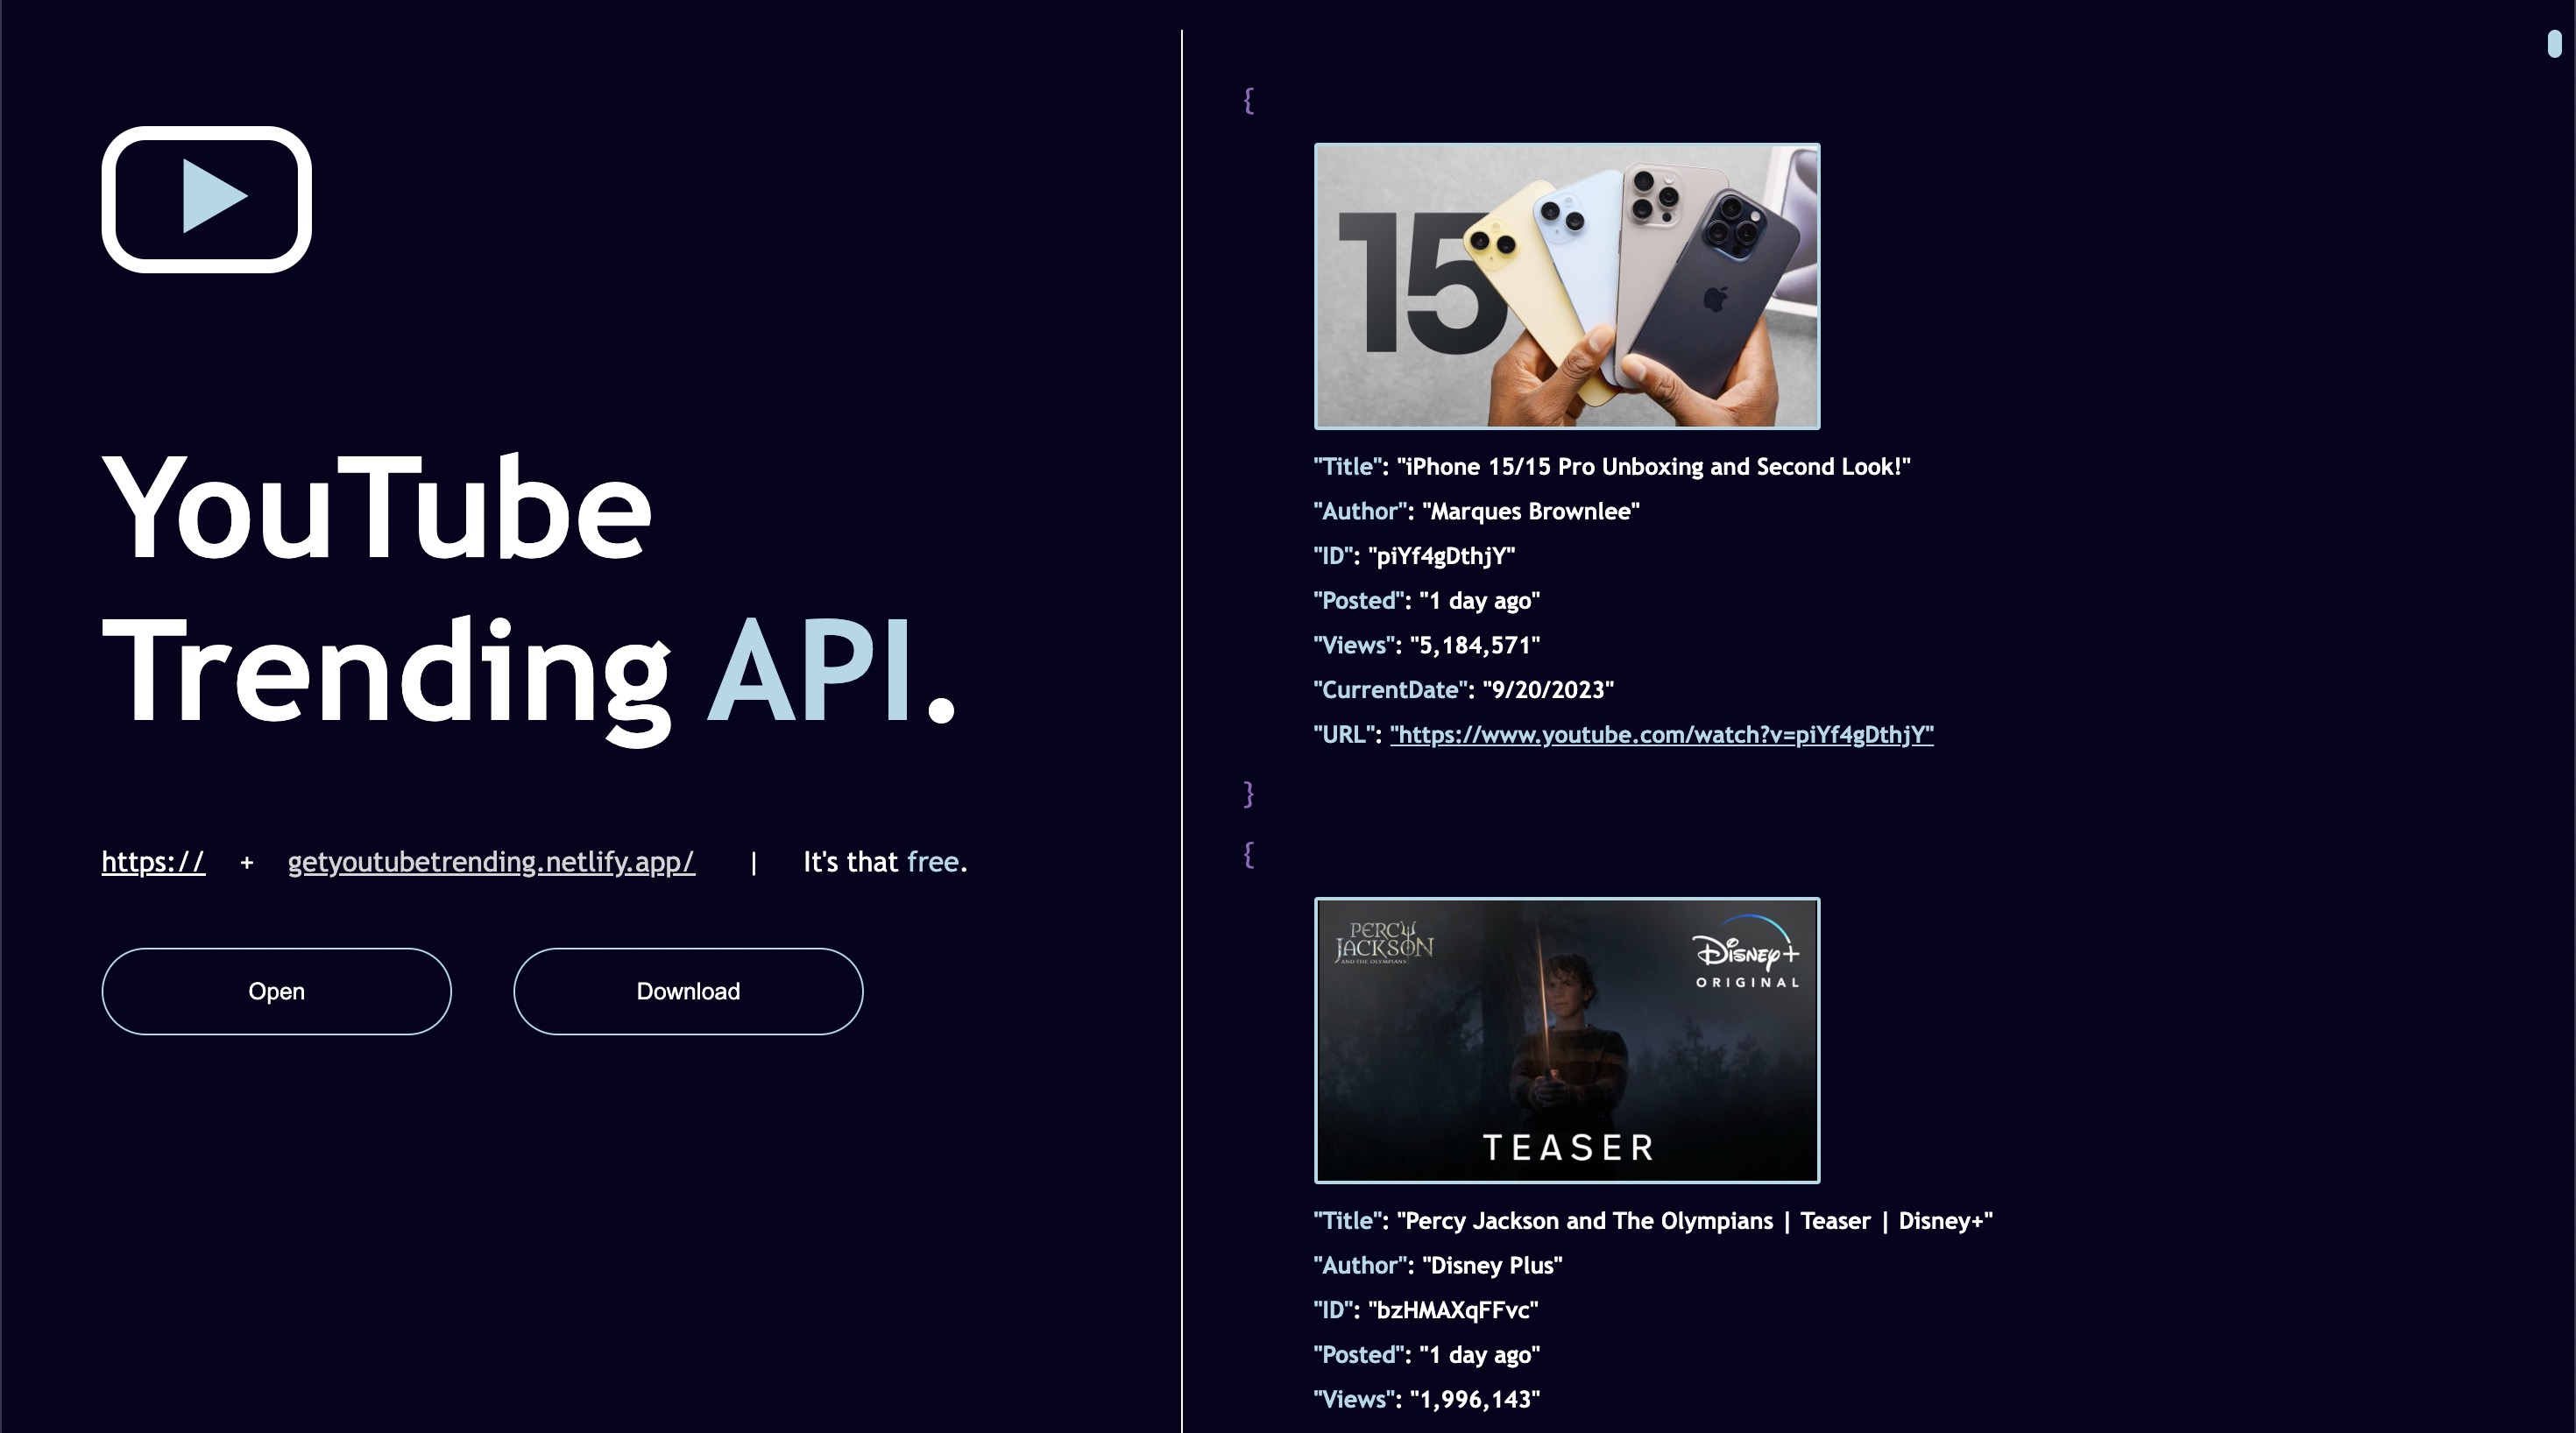 YouTube
Trending API.
https:// + getyoutubetrending.netlify.app/ | It's that free.
Open Download
{
15
"Title": "iPhone 15/15 Pro Unboxing and Second Look!"
"Author": "Marques Brownlee"
"ID": "piYf4gDthjY"
"Posted": "1 day ago"
"Views": "5,184,571"
"CurrentDate": "9/20/2023"
"URL": "https://www.youtube.com/watch?v=piYf4gDthjY"
}
{
PERCY
JACKSON
AND THE OLYMPIANS
Disney+
ORIGINAL
TEASER
"Title": "Percy Jackson and The Olympians | Teaser | Disney+"
"Author": "Disney Plus"
"ID": "bzHMAXqFFvc"
"Posted": "1 day ago"
"Views": "1,996,143"